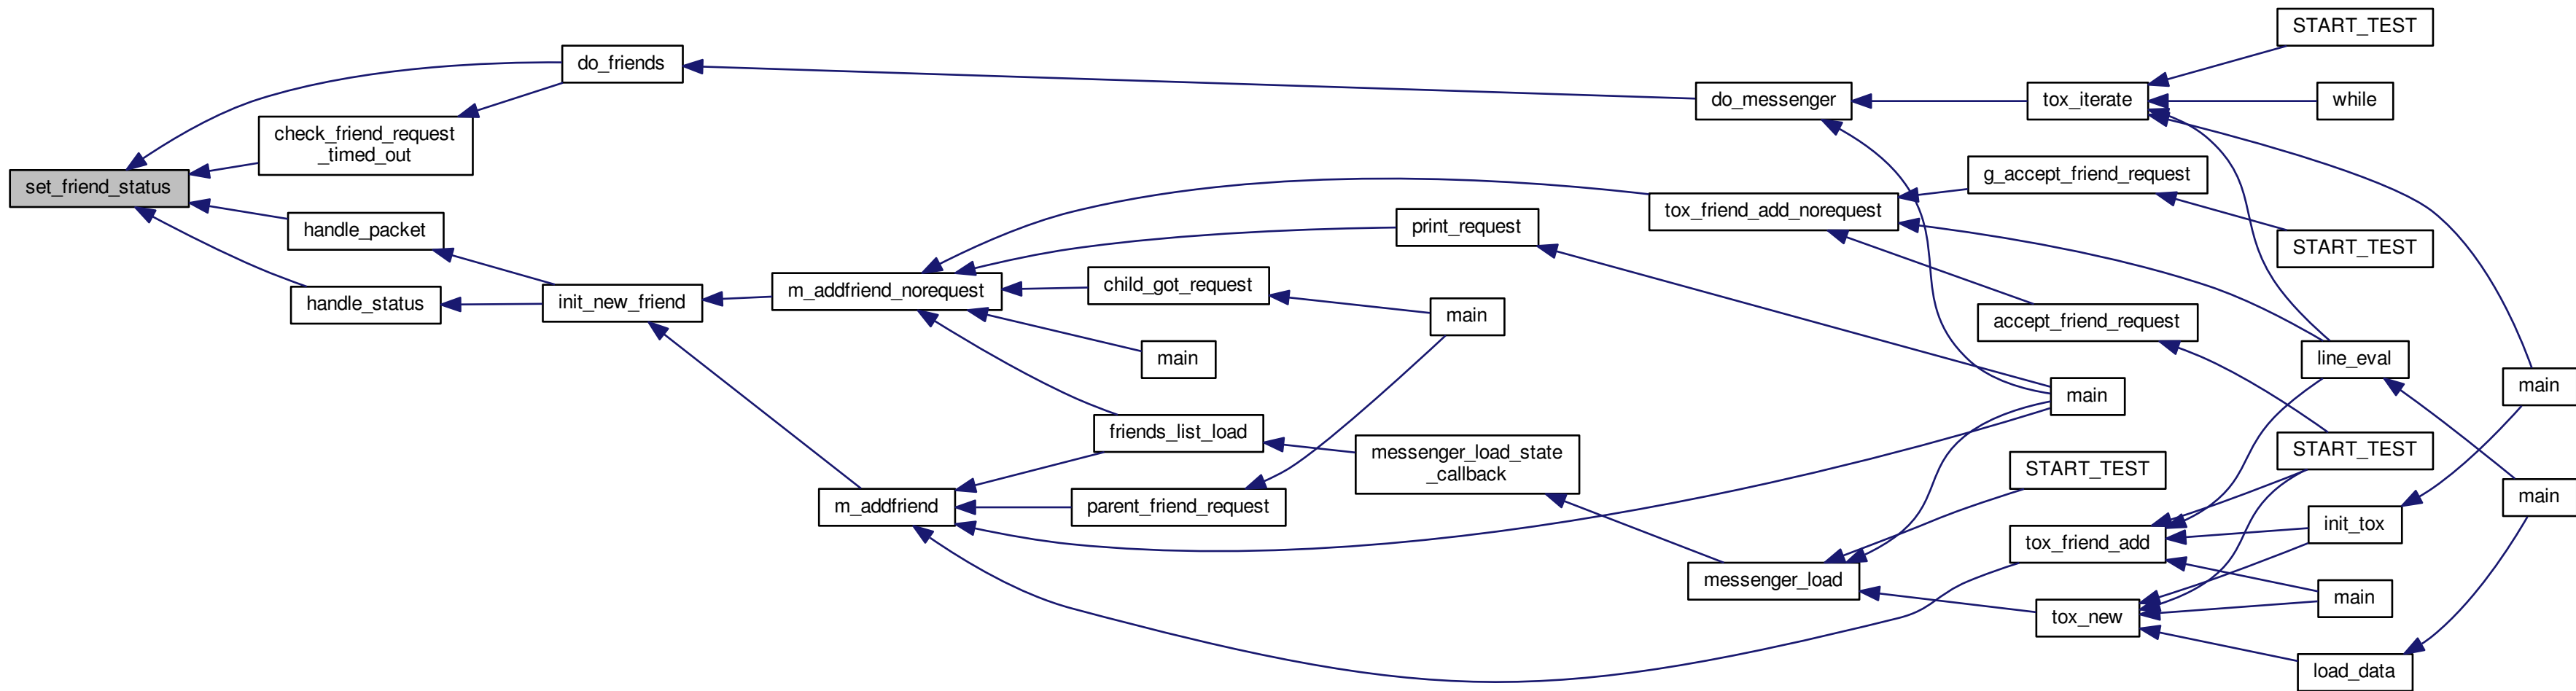 set_friend_status
do_friends
check_friend_request
_timed_out
handle_packet
handle_status
init_new_friend
m_addfriend_norequest
m_addfriend
print_request
child_got_request
main
main
friends_list_load
parent_friend_request
messenger_load_state
_callback
do_messenger
tox_friend_add_norequest
main
messenger_load
tox_iterate
g_accept_friend_request
accept_friend_request
START_TEST
tox_friend_add
tox_new
START_TEST
while
START_TEST
line_eval
START_TEST
init_tox
main
load_data
main
main